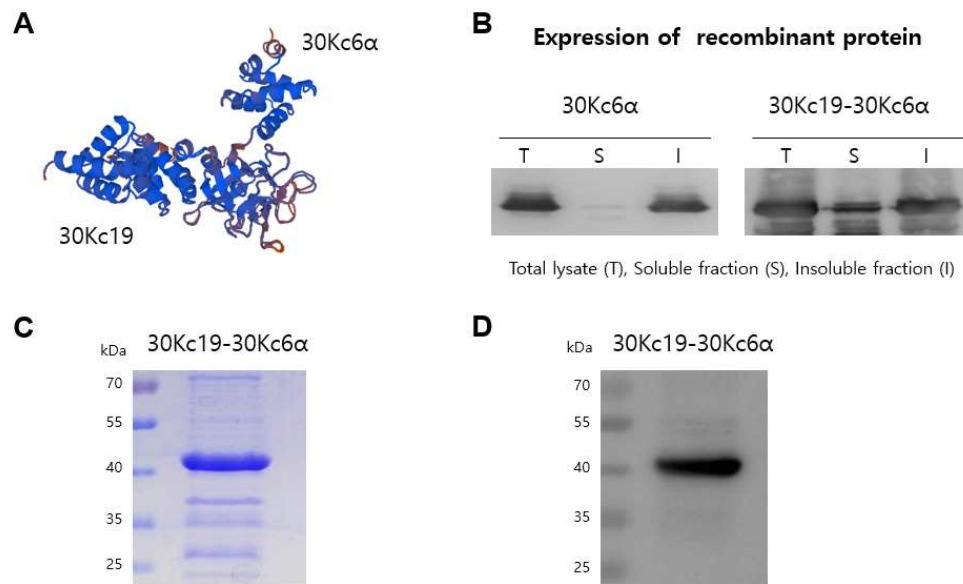 A
30Kc6α
30Kc19
B
Expression of recombinant protein
30Kc6α
30Kc19-30Kc6α
T S I
T S I
Total lysate (T), Soluble fraction (S), Insoluble fraction (I)
C
kDa
30Kc19-30Kc6α
70
55
40
35
25
D
kDa
30Kc19-30Kc6α
70
55
40
35
25